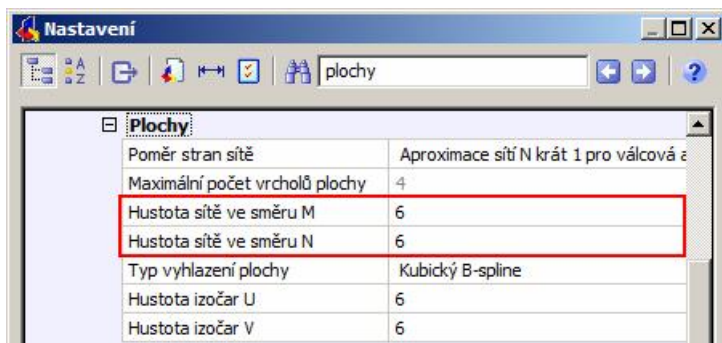 Nastavení
plochy
Plochy
Poměr stran sítě Aproximace sítí N krát 1 pro válcová a
Maximální počet vrcholů plochy 4
Hustota sítě ve směru M 6
Hustota sítě ve směru N 6
Typ vyhlazení plochy Kubický B-spline
Hustota izočar U 6
Hustota izočar V 6